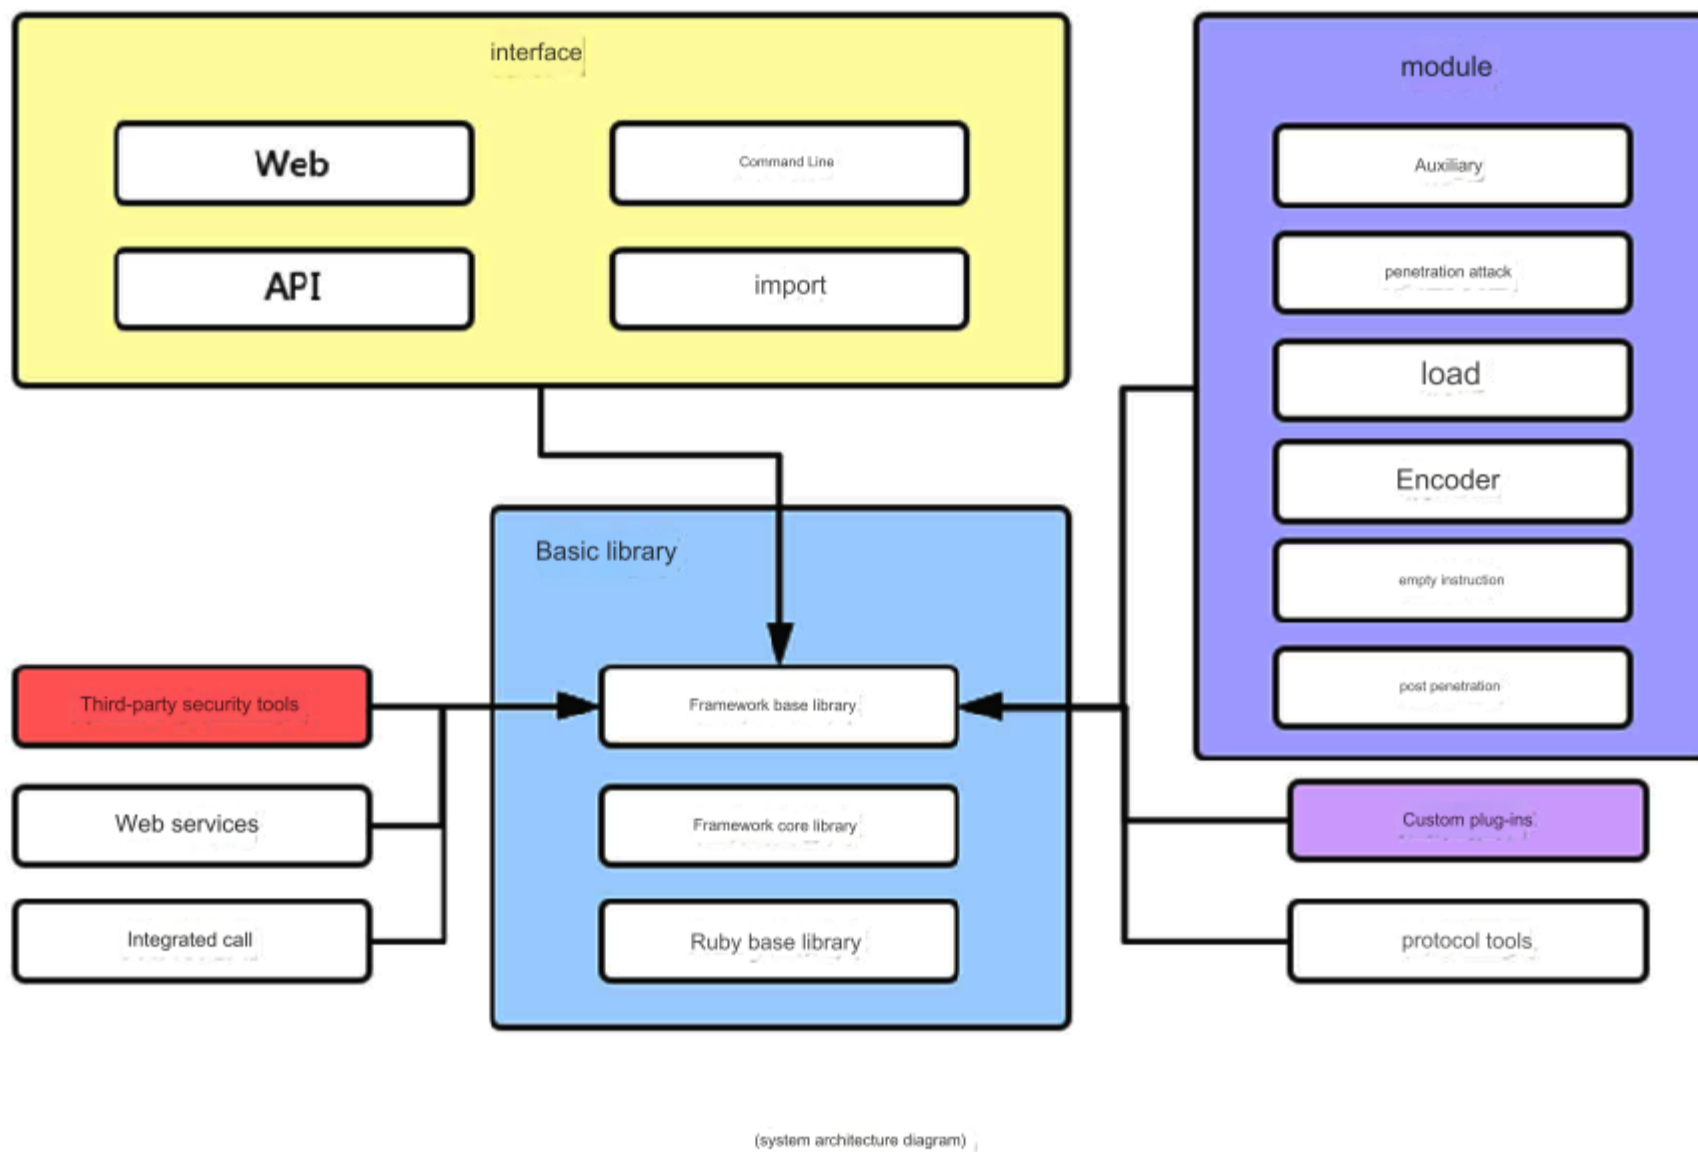 interface
Web
Command Line
API
import
module
Auxiliary
penetration attack
load
Encoder
empty instruction
post penetration
Basic library
Framework base library
Framework core library
Ruby base library
Third-party security tools
Web services
Integrated call
Custom plug-ins
protocol tools
(system architecture diagram)